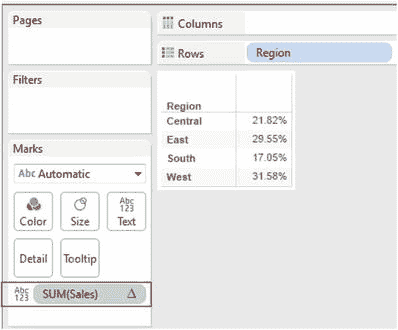 Pages
Columns
Rows
Region
Filters
Region
Central 21.82%
East 29.55%
South 17.05%
West 31.58%
Marks
Abc Automatic
Abc
123
Color Size Text
Detail Tooltip
Abc
123
SUM(Sales) Δ